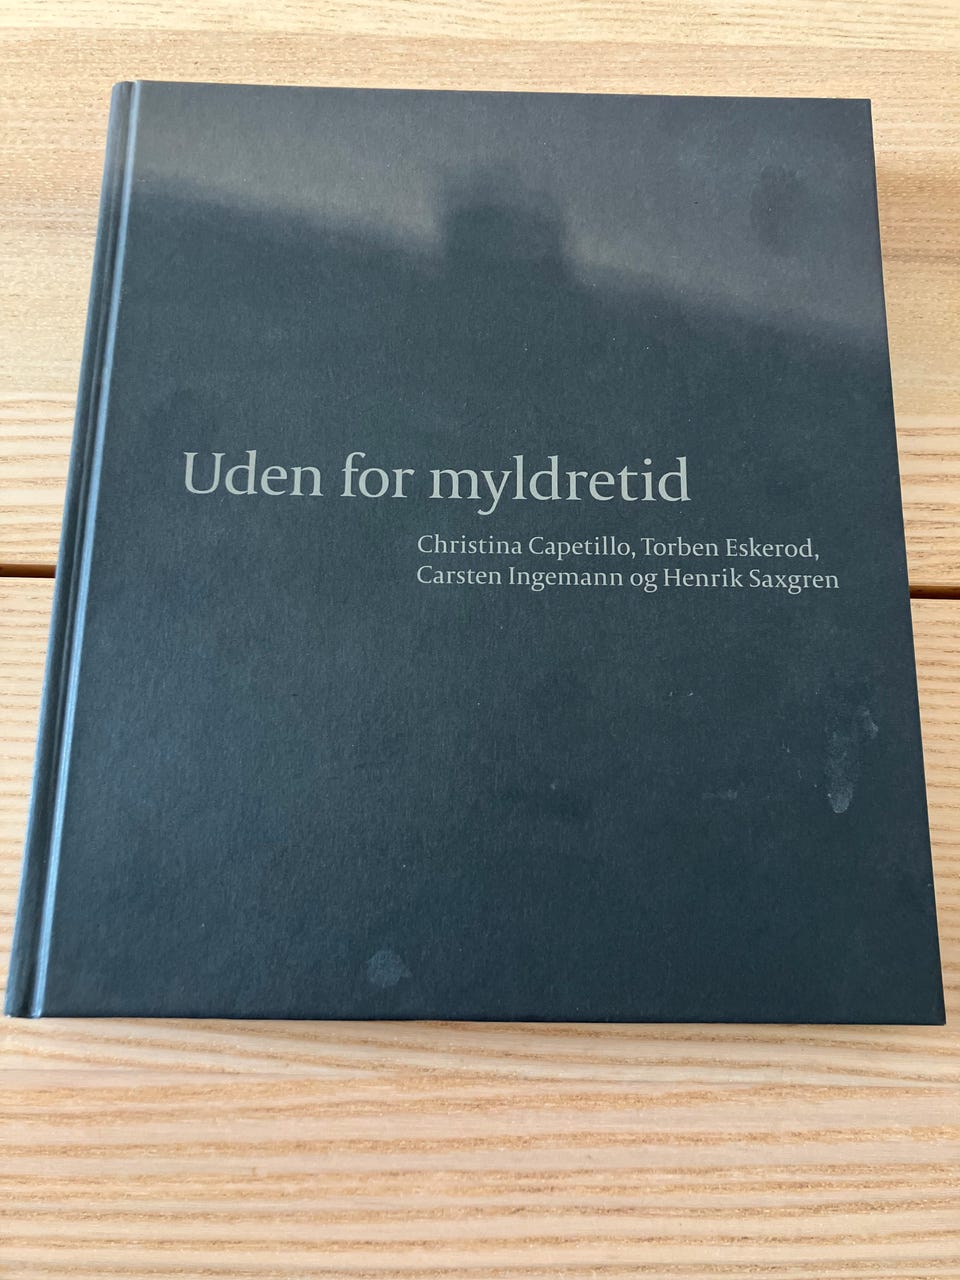 Uden for myldretid
Christina Capetillo, Torben Eskerod,
Carsten Ingemann og Henrik Saxgren